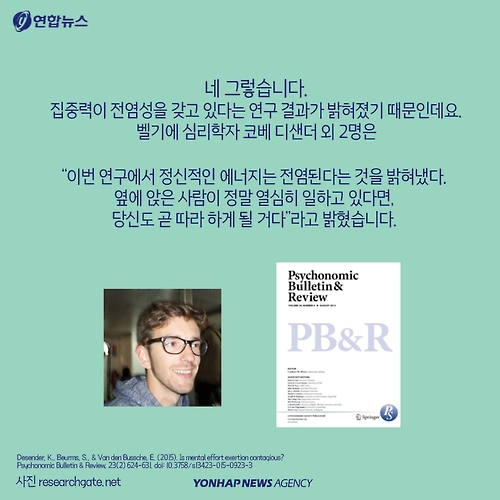 연합뉴스
네 그렇습니다.
집중력이 전염성을 갖고 있다는 연구 결과가 밝혀졌기 때문인데요.
벨기에 심리학자 코베 디샌더 외 2명은
“이번 연구에서 정신적인 에너지는 전염된다는 것을 밝혀냈다.
옆에 앉은 사람이 정말 열심히 일하고 있다면,
당신도 곧 따라 하게 될 거다”라고 밝혔습니다.
Psychonomic
Bulletin&
Review
PB&R
Springer
Desender, K., Beurms, S., & Van den Bussche, E. (2015). Is mental effort exertion contagious?
Psychonomic Bulletin & Review, 23(2) 624-631. doi: 10.3758/s13423-015-0923-3
사진 researchgate.net
YONHAP NEWS AGENCY